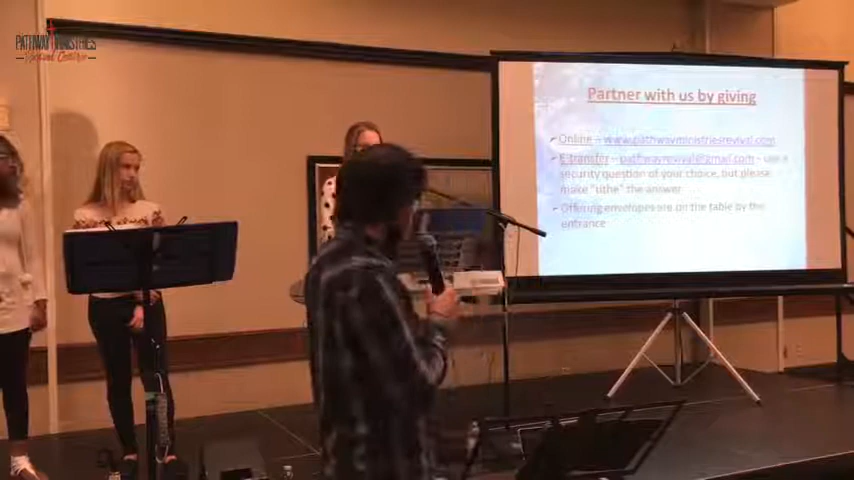 PATHWAY MINISTRIES
Revival Centre
Partner with us by giving
Online – www.pathwayministriesrevival.com
E-transfer – pathwayrevival@gmail.com – use a
security question of your choice, but please
make "tithe" the answer
Offering envelopes are on the table by the
entrance